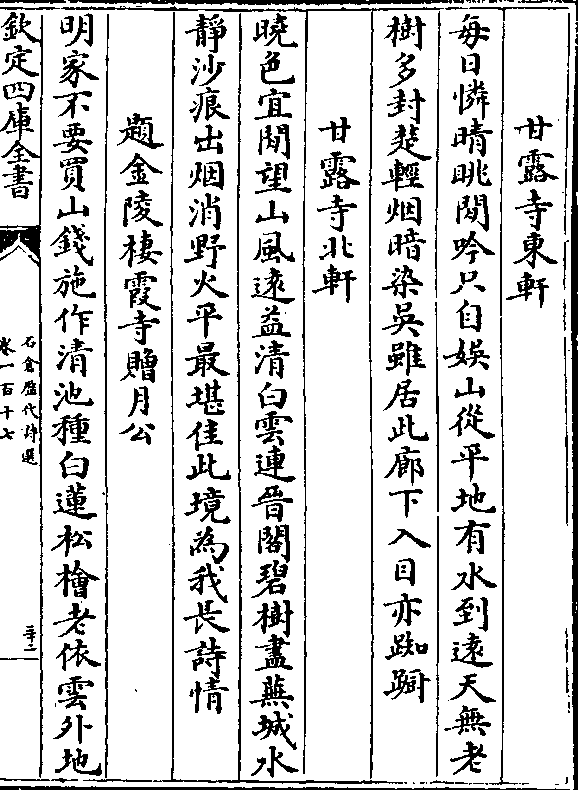 甘露寺東軒
每日憐晴眺閒吟只自娛山從平地有水到遠天無老
樹多封楚輕烟暗染吳雖居此廊下入目亦踟蹰
甘露寺北軒
曉色宜閒望山風遠益清白雲連晉閣碧樹盡蕪城水
靜沙痕出烟消野火平最堪佳此境為我長詩情
題金陵棲霞寺贈月公
明家不要買山錢施作清池種白蓮松檜老依雲外地
欽定四庫全書
石倉歷代詩選
卷一百十七